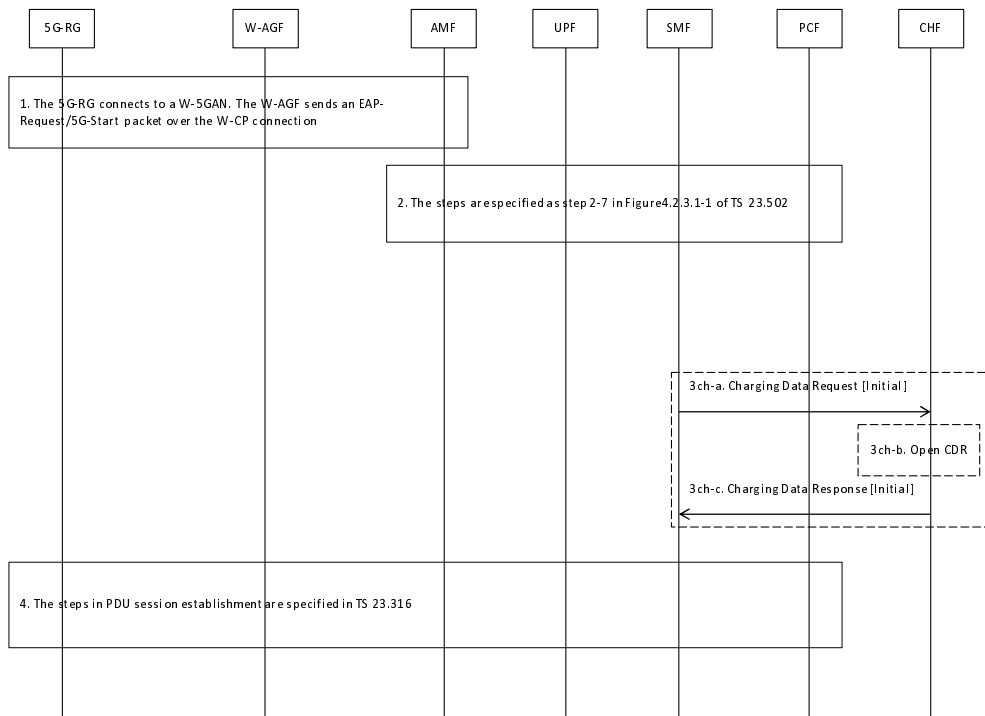 5G-RG W-AGF AMF UPF SMF PCF CHF
1. The 5G-RG connects to a W-5GAN. The W-AGF sends an EAP-
Request/5G-Start packet over the W-CP connection
2. The steps are specified as step 2-7 in Figure4.2.3.1-1 of TS 23.502
3ch-a. Charging Data Request [Initial]
3ch-b. Open CDR
3ch-c. Charging Data Response [Initial]
4. The steps in PDU session establishment are specified in TS 23.316